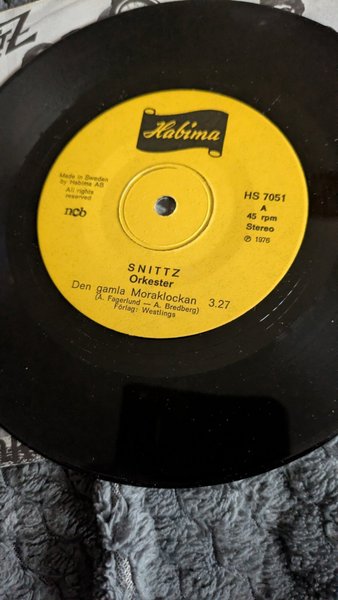 Habima
Made in Sweden
by Habima AB
All rights
reserved
ncb
HS 7051
A
45 rpm
Stereo
℗ 1976
SNITTZ
Orkester
Den gamla Moraklockan 3.27
(A. Fagerlund — A. Bredberg)
Förlag: Westlings